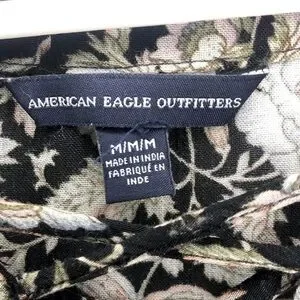 AMERICAN EAGLE OUTFITTERS
M/M/M
MADE IN INDIA
FABRIQUÉ EN
INDE